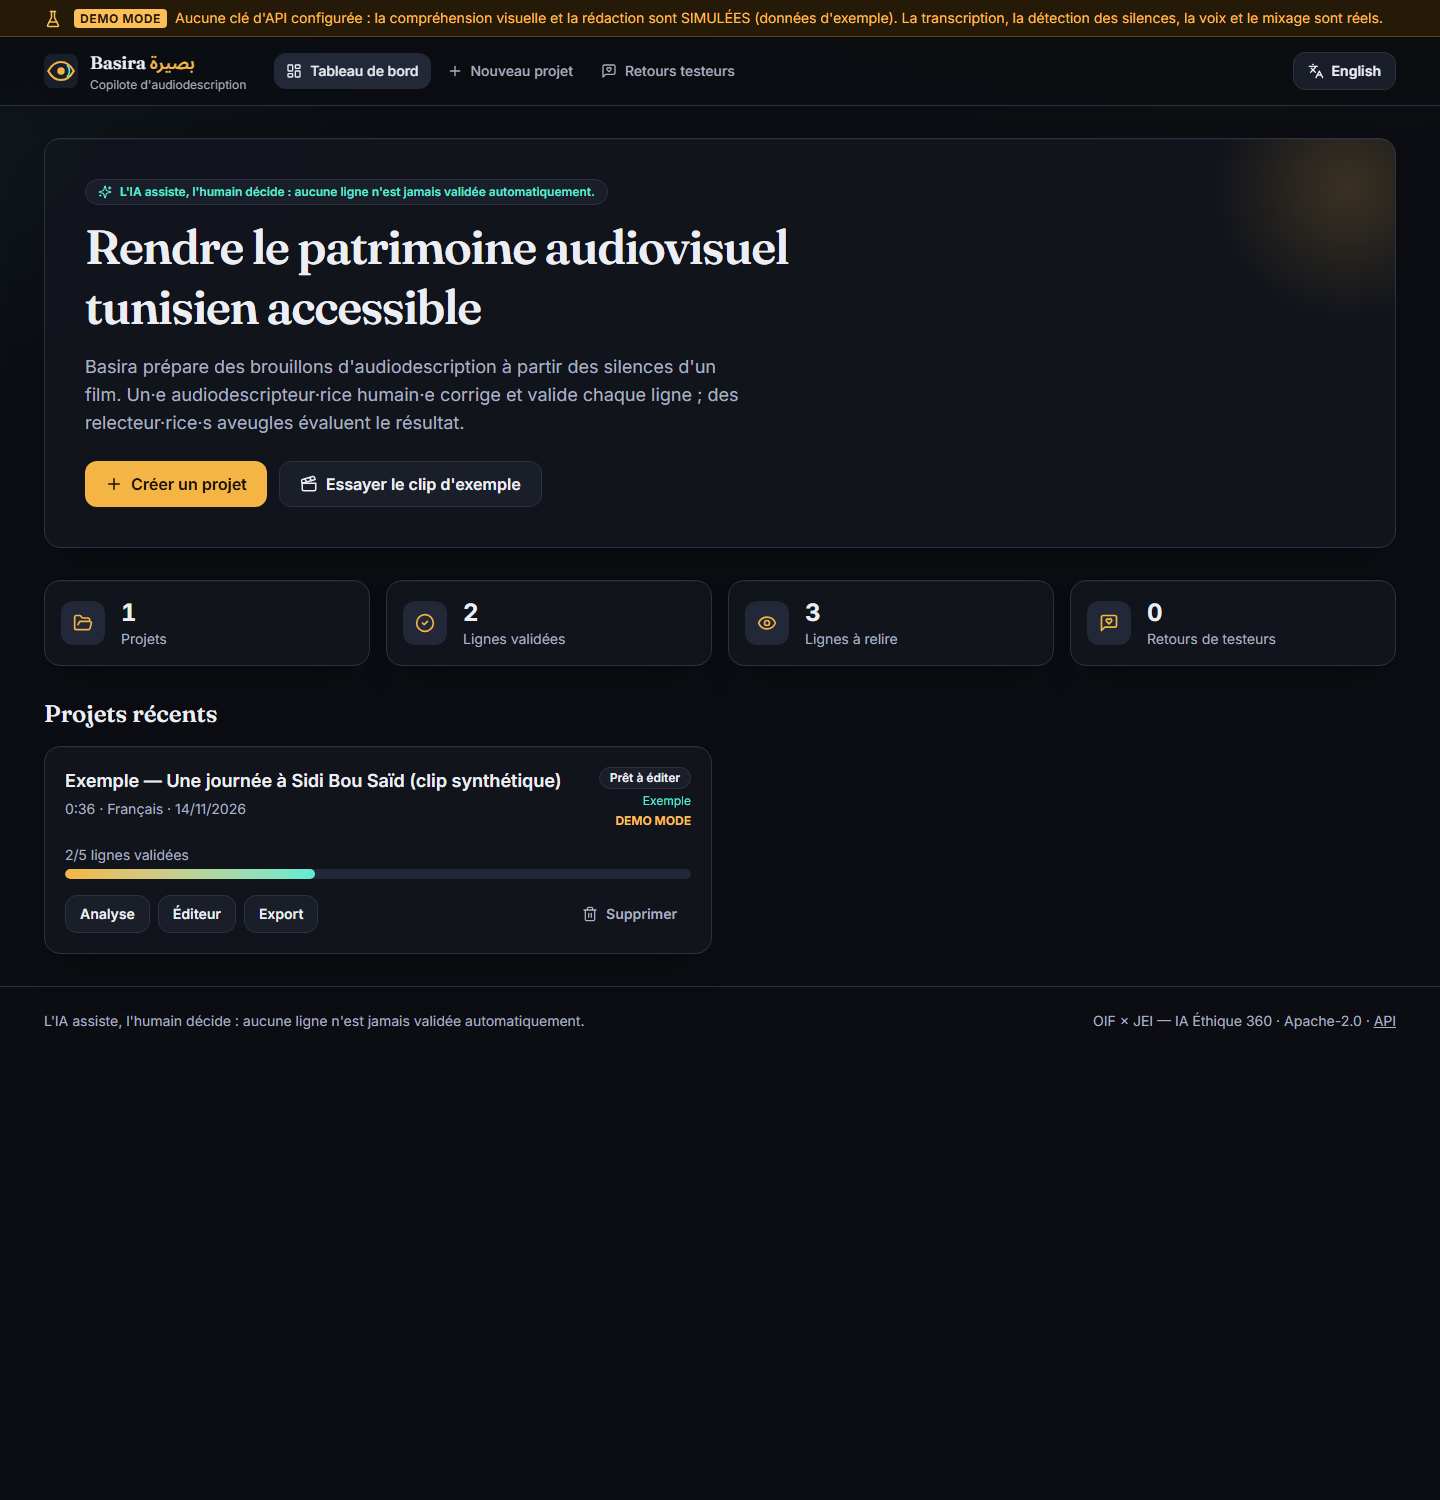 DEMO MODE Aucune clé d'API configurée : la compréhension visuelle et la rédaction sont SIMULÉES (données d'exemple). La transcription, la détection des silences, la voix et le mixage sont réels.
Basira بصيرة
Copilote d'audiodescription
Tableau de bord
Nouveau projet
Retours testeurs
English
L'IA assiste, l'humain décide : aucune ligne n'est jamais validée automatiquement.
Rendre le patrimoine audiovisuel
tunisien accessible
Basira prépare des brouillons d'audiodescription à partir des silences d'un
film. Un·e audiodescripteur·rice humain·e corrige et valide chaque ligne ; des
relecteur·rice·s aveugles évaluent le résultat.
Créer un projet
Essayer le clip d'exemple
1
Projets
2
Lignes validées
3
Lignes à relire
0
Retours de testeurs
Projets récents
Exemple — Une journée à Sidi Bou Saïd (clip synthétique)
Prêt à éditer
0:36 · Français · 14/11/2026
Exemple
DEMO MODE
2/5 lignes validées
Analyse
Éditeur
Export
Supprimer
L'IA assiste, l'humain décide : aucune ligne n'est jamais validée automatiquement.
OIF × JEI — IA Éthique 360 · Apache-2.0 · API